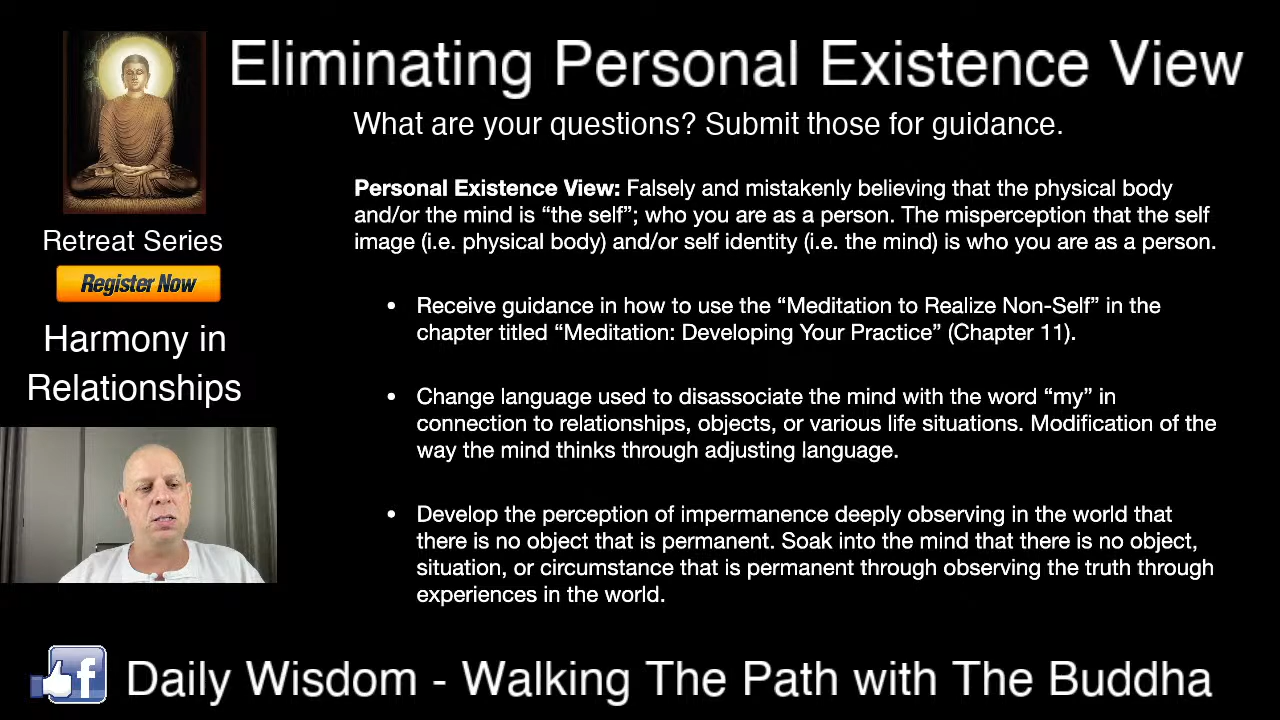 Eliminating Personal Existence View
What are your questions? Submit those for guidance.
Personal Existence View: Falsely and mistakenly believing that the physical body
and/or the mind is “the self”; who you are as a person. The misperception that the self
image (i.e. physical body) and/or self identity (i.e. the mind) is who you are as a person.
Retreat Series
Register Now
Harmony in
Relationships
• Receive guidance in how to use the “Meditation to Realize Non-Self” in the
chapter titled “Meditation: Developing Your Practice” (Chapter 11).
• Change language used to disassociate the mind with the word “my” in
connection to relationships, objects, or various life situations. Modification of the
way the mind thinks through adjusting language.
• Develop the perception of impermanence deeply observing in the world that
there is no object that is permanent. Soak into the mind that there is no object,
situation, or circumstance that is permanent through observing the truth through
experiences in the world.
f
Daily Wisdom - Walking The Path with The Buddha